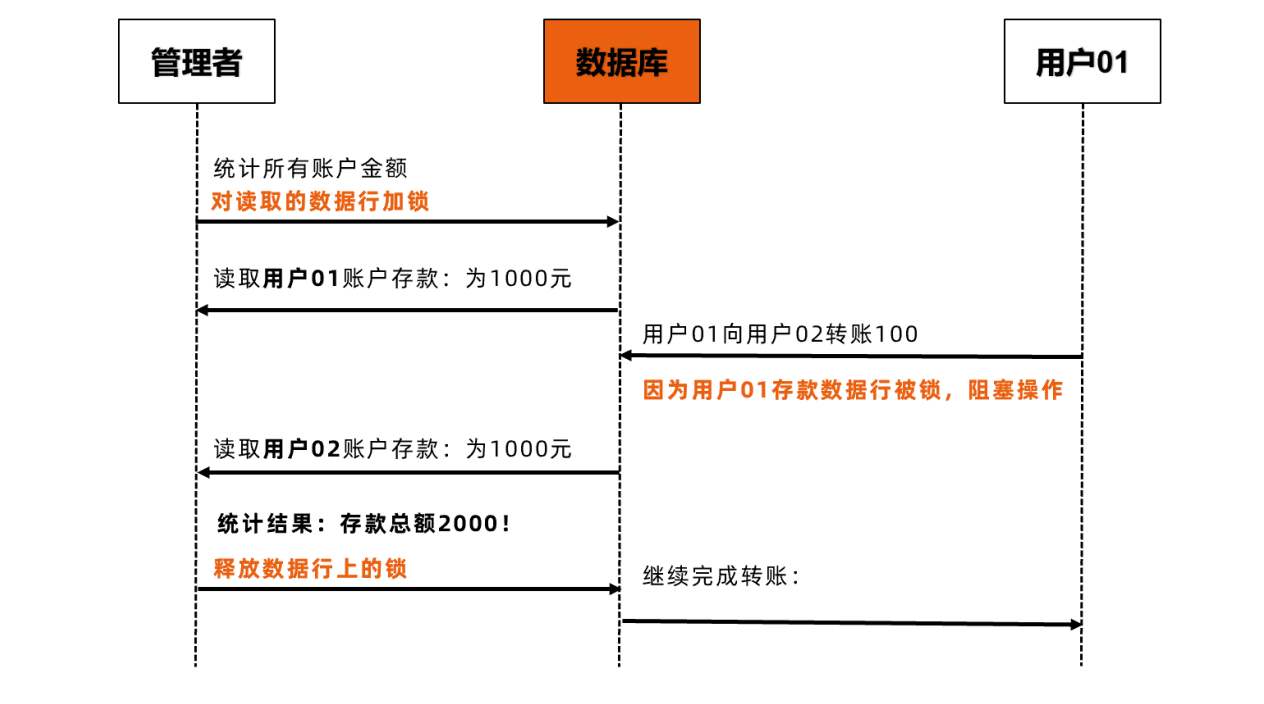 管理者
数据库
用户01
统计所有账户金额
对读取的数据行加锁
读取用户01账户存款：为1000元
用户01向用户02转账100
因为用户01存款数据行被锁，阻塞操作
读取用户02账户存款：为1000元
统计结果：存款总额2000！
释放数据行上的锁
继续完成转账：